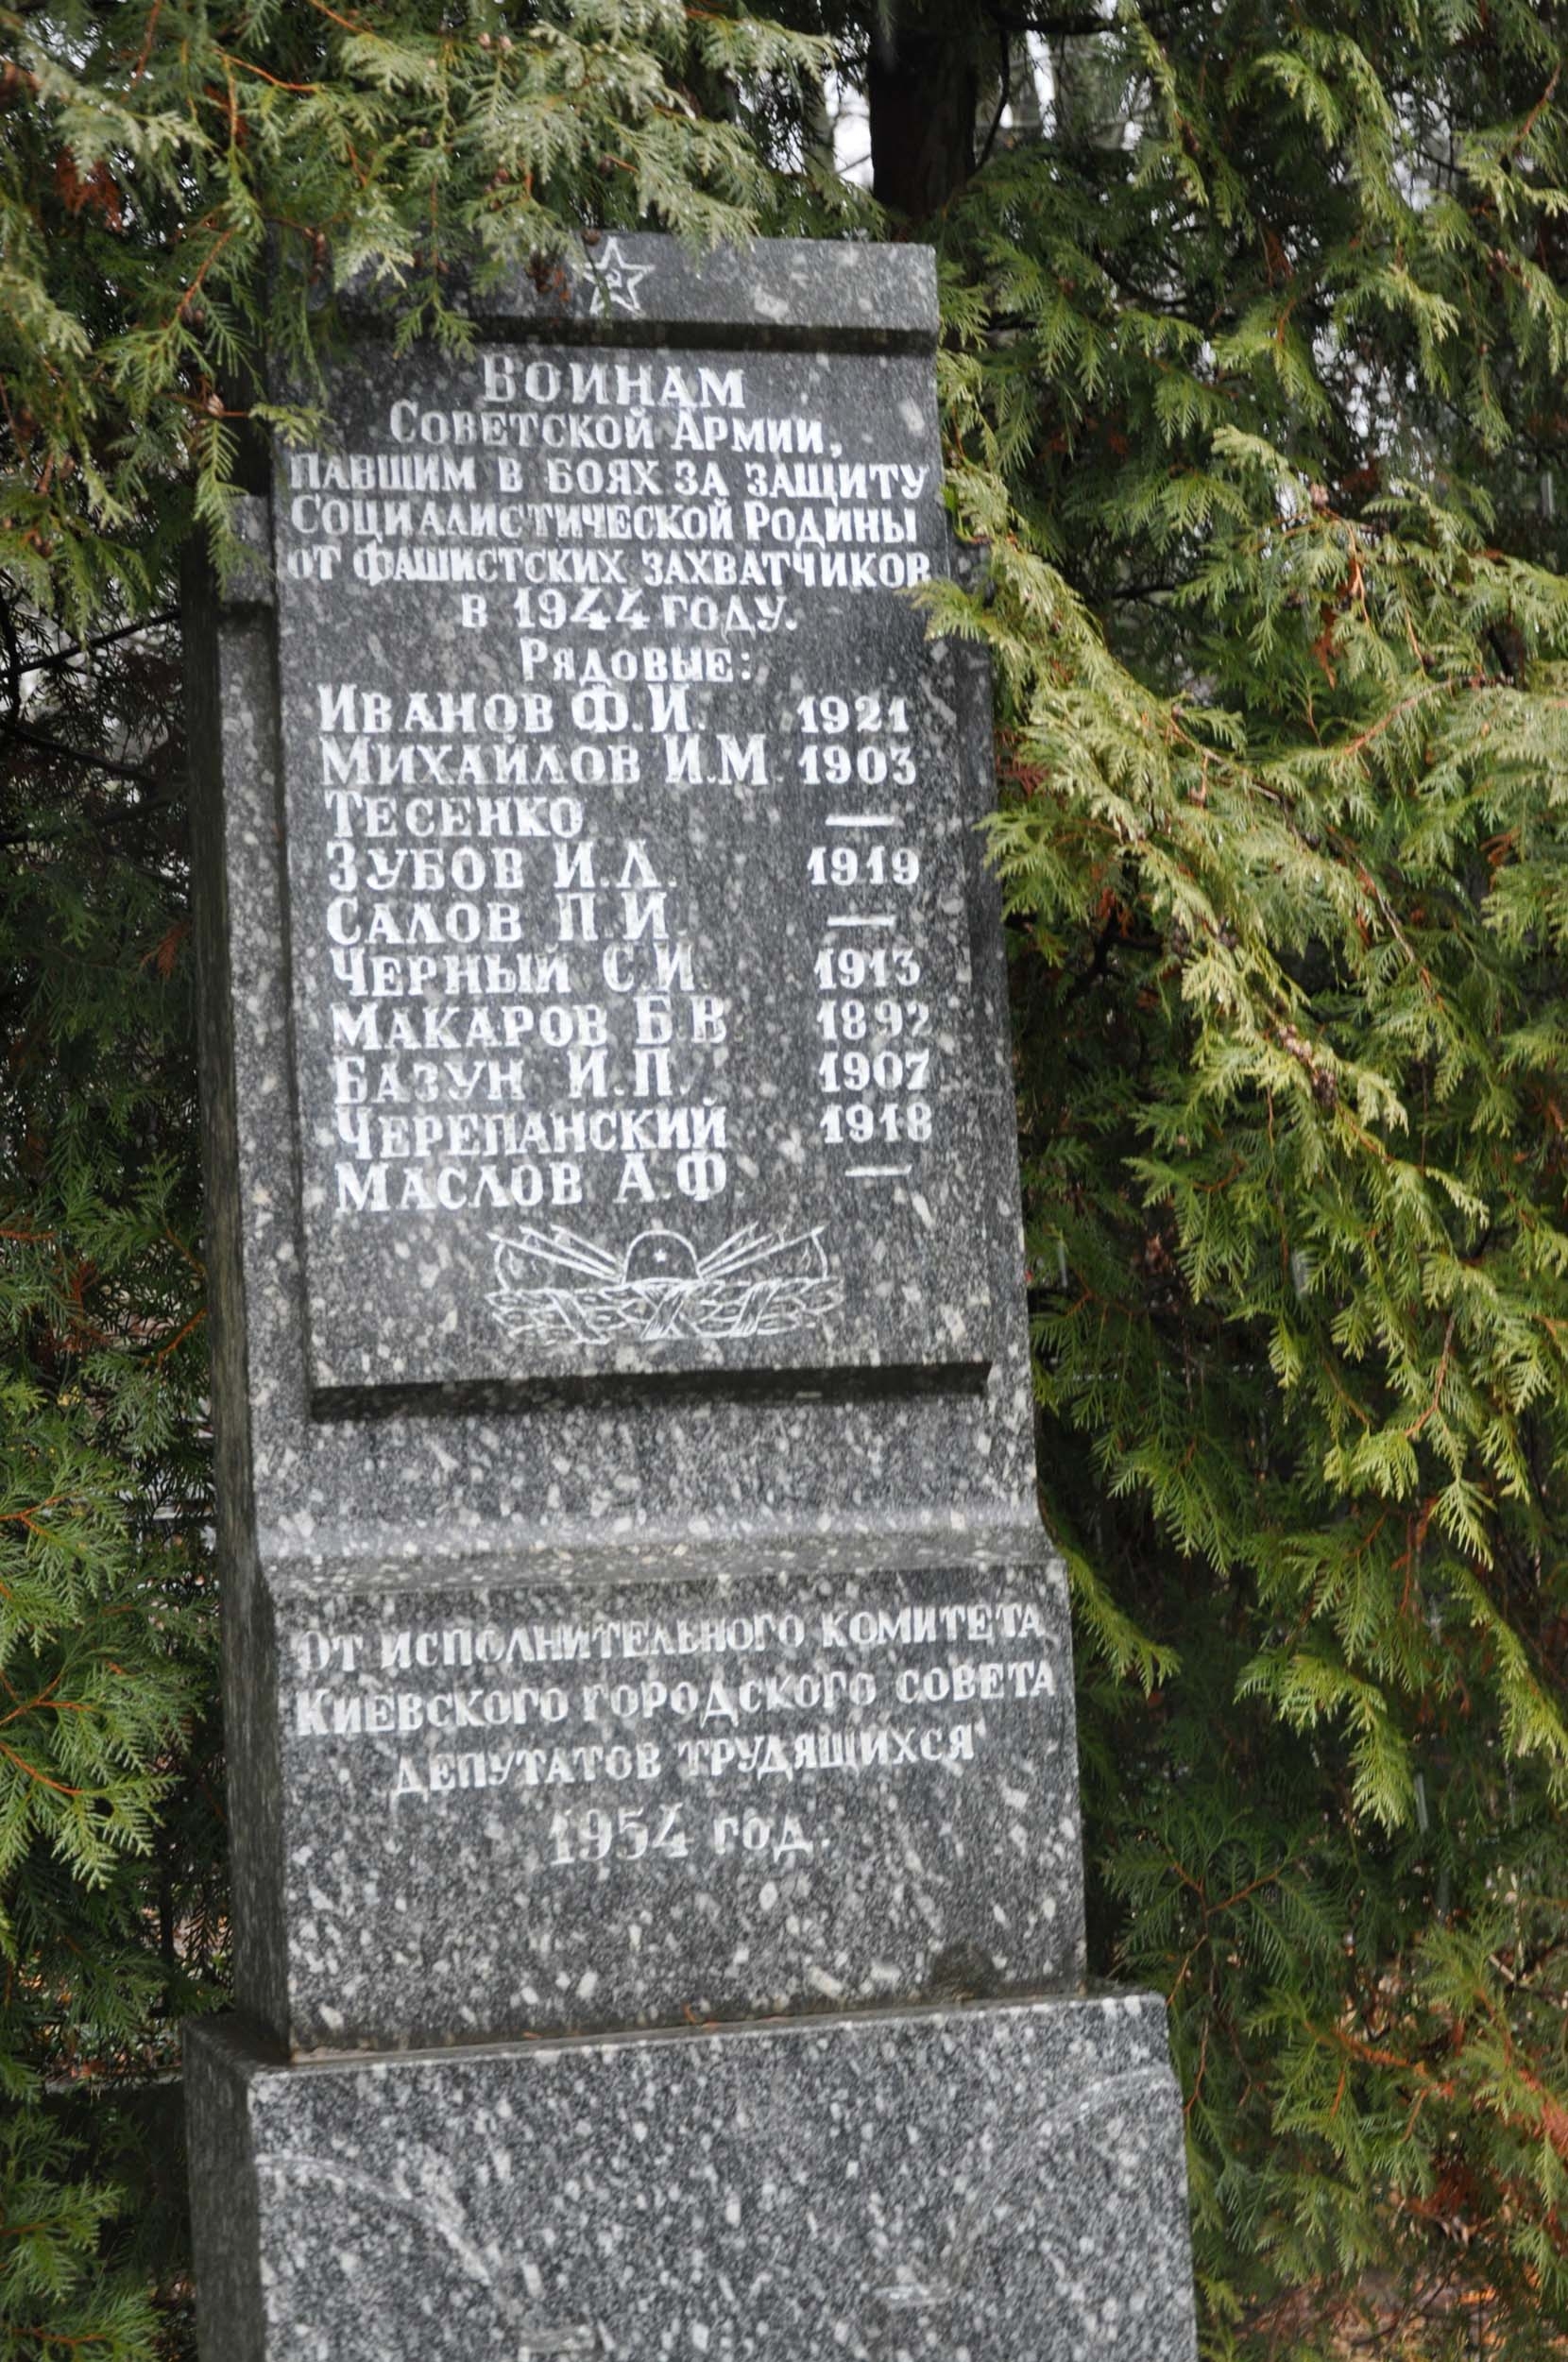 Воинам
Советской Армии,
павшим в боях за защиту
Социалистической Родины
от фашистских захватчиков
в 1944 году.
Рядовые:
Иванов Ф.И. 1921
Михайлов И.М. 1903
Тесенко —
Зубов И.Л. 1919
Салов П.И. —
Черный С.И. 1913
Макаров Б.В. 1892
Базун И.П. 1907
Черепанский 1918
Маслов А.Ф. —
От исполнительного комитета
Киевского городского совета
депутатов трудящихся
1954 год.